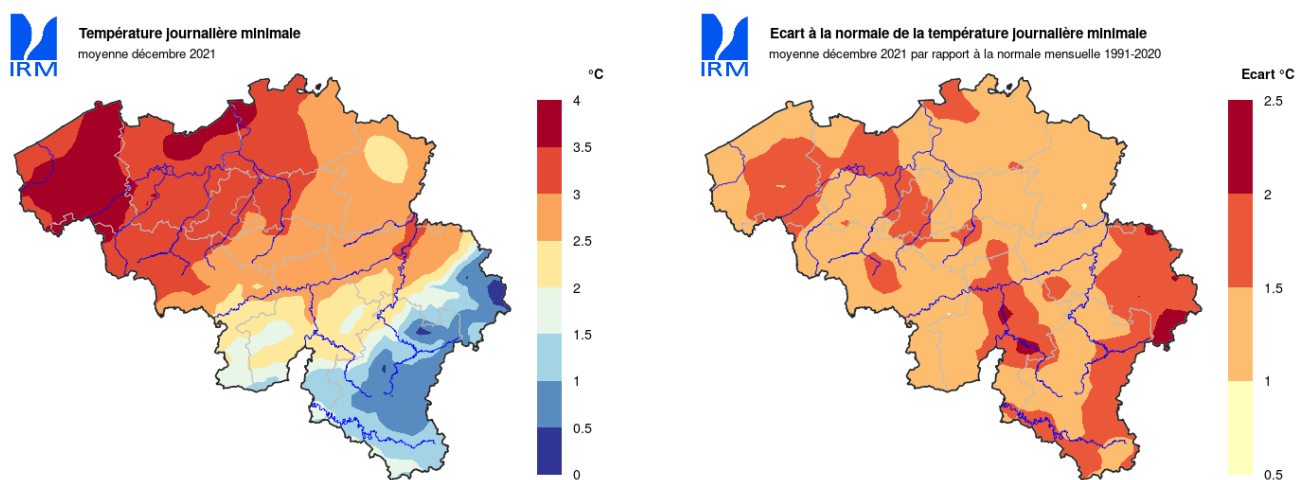 IRM
Température journalière minimale
moyenne décembre 2021
°C
4
3.5
3
2.5
2
1.5
1
0.5
0
IRM
Ecart à la normale de la température journalière minimale
moyenne décembre 2021 par rapport à la normale mensuelle 1991-2020
Ecart °C
2.5
2
1.5
1
0.5